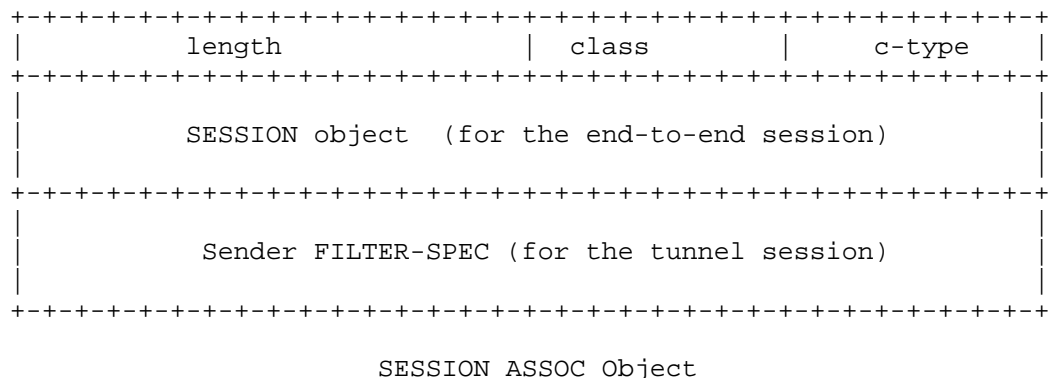 +-+-+-+-+-+-+-+-+-+-+-+-+-+-+-+-+-+-+-+-+-+-+-+-+-+-+-+-+-+-+-+-+
| length | class | c-type |
+-+-+-+-+-+-+-+-+-+-+-+-+-+-+-+-+-+-+-+-+-+-+-+-+-+-+-+-+-+-+-+-+
| |
| SESSION object (for the end-to-end session) |
| |
+-+-+-+-+-+-+-+-+-+-+-+-+-+-+-+-+-+-+-+-+-+-+-+-+-+-+-+-+-+-+-+-+
| |
| Sender FILTER-SPEC (for the tunnel session) |
| |
+-+-+-+-+-+-+-+-+-+-+-+-+-+-+-+-+-+-+-+-+-+-+-+-+-+-+-+-+-+-+-+-+
SESSION ASSOC Object